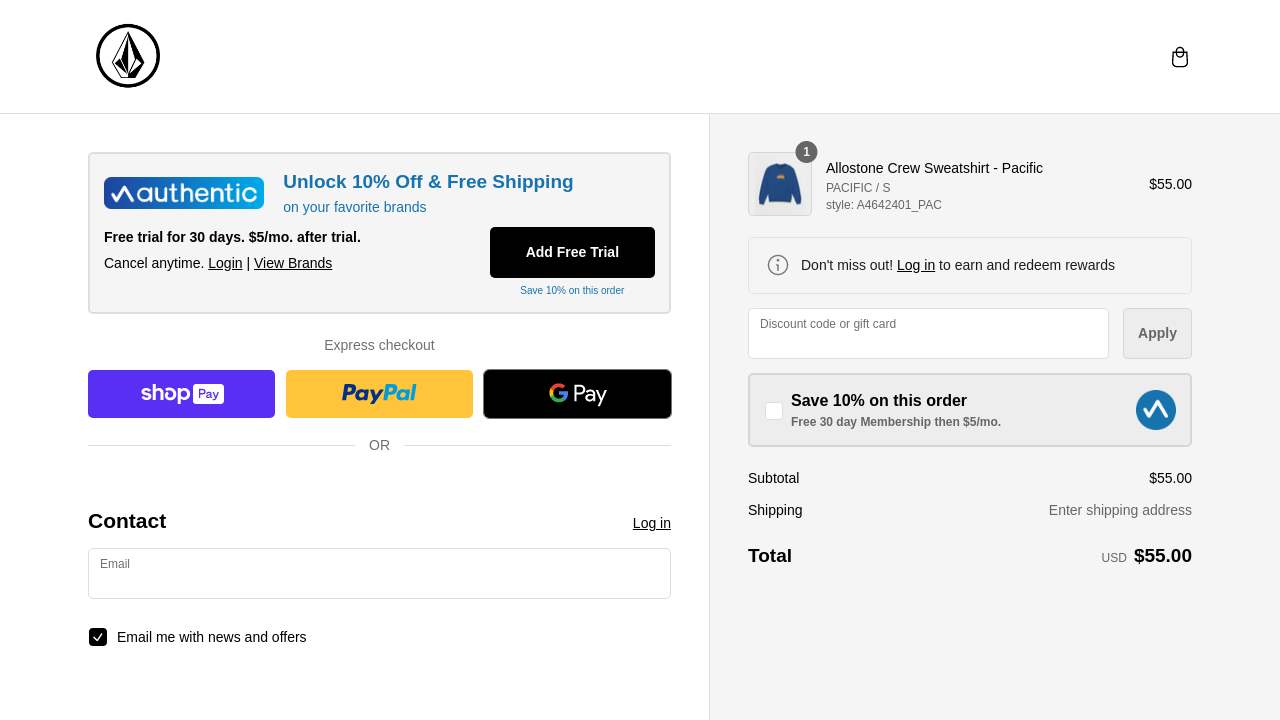 authentic
Unlock 10% Off & Free Shipping
on your favorite brands
Free trial for 30 days. $5/mo. after trial.
Cancel anytime. Login | View Brands
Add Free Trial
Save 10% on this order
Express checkout
shop Pay
PayPal
G Pay
OR
Contact
Log in
Email
Email me with news and offers
1
Allostone Crew Sweatshirt - Pacific
PACIFIC / S
style: A4642401_PAC
$55.00
Don't miss out! Log in to earn and redeem rewards
Discount code or gift card
Apply
Save 10% on this order
Free 30 day Membership then $5/mo.
Subtotal
$55.00
Shipping
Enter shipping address
Total
USD $55.00